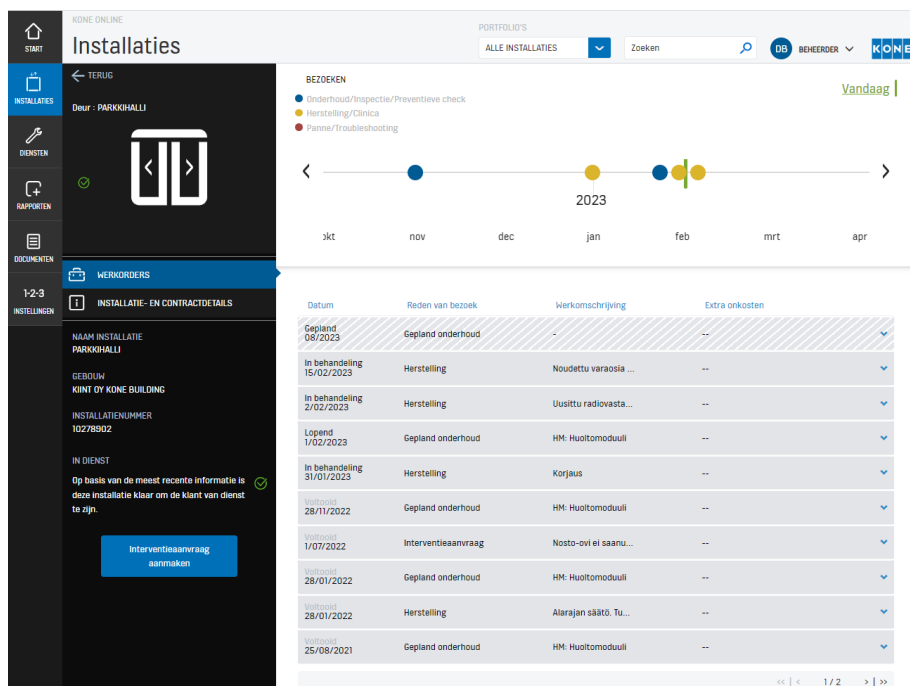 KONE ONLINE
Installaties
PORTFOLIO'S
ALLE INSTALLATIES
Zoeken
DB
BEHEERDER
KONE
START
INSTALLATIES
DIENSTEN
RAPPORTEN
DOCUMENTEN
1-2-3
INSTELLINGEN
TERUG
Deur : PARKKIHALLI
WERKORDERS
INSTALLATIE- EN CONTRACTDETAILS
NAAM INSTALLATIE
PARKKIHALLI
GEBOUW
KIINT OY KONE BUILDING
INSTALLATIENUMMER
10278902
IN DIENST
Op basis van de meest recente informatie is
deze installatie klaar om de klant van dienst
te zijn.
Interventieaanvraag
aanmaken
BEZOEKEN
Onderhoud/Inspectie/Preventieve check
Herstelling/Clinica
Panne/Troubleshooting
Vandaag
2023
okt nov dec jan feb mrt apr
Datum Reden van bezoek Werkomschrijving Extra onkosten
Gepland
08/2023 Gepland onderhoud - --
In behandeling
15/02/2023 Herstelling Noudettu varaosia ... --
In behandeling
2/02/2023 Herstelling Uusittu radiovasta... --
Lopend
1/02/2023 Gepland onderhoud HM: Huoltomoduuli --
In behandeling
31/01/2023 Herstelling Korjaus --
Voltooid
28/11/2022 Gepland onderhoud HM: Huoltomoduuli --
Voltooid
1/07/2022 Interventieaanvraag Nosto-ovi ei saanu... --
Voltooid
28/01/2022 Gepland onderhoud HM: Huoltomoduuli --
Voltooid
28/01/2022 Herstelling Alarajan säätö. Tu... --
Voltooid
25/08/2021 Gepland onderhoud HM: Huoltomoduuli --
<< | < 1 / 2 > | >>